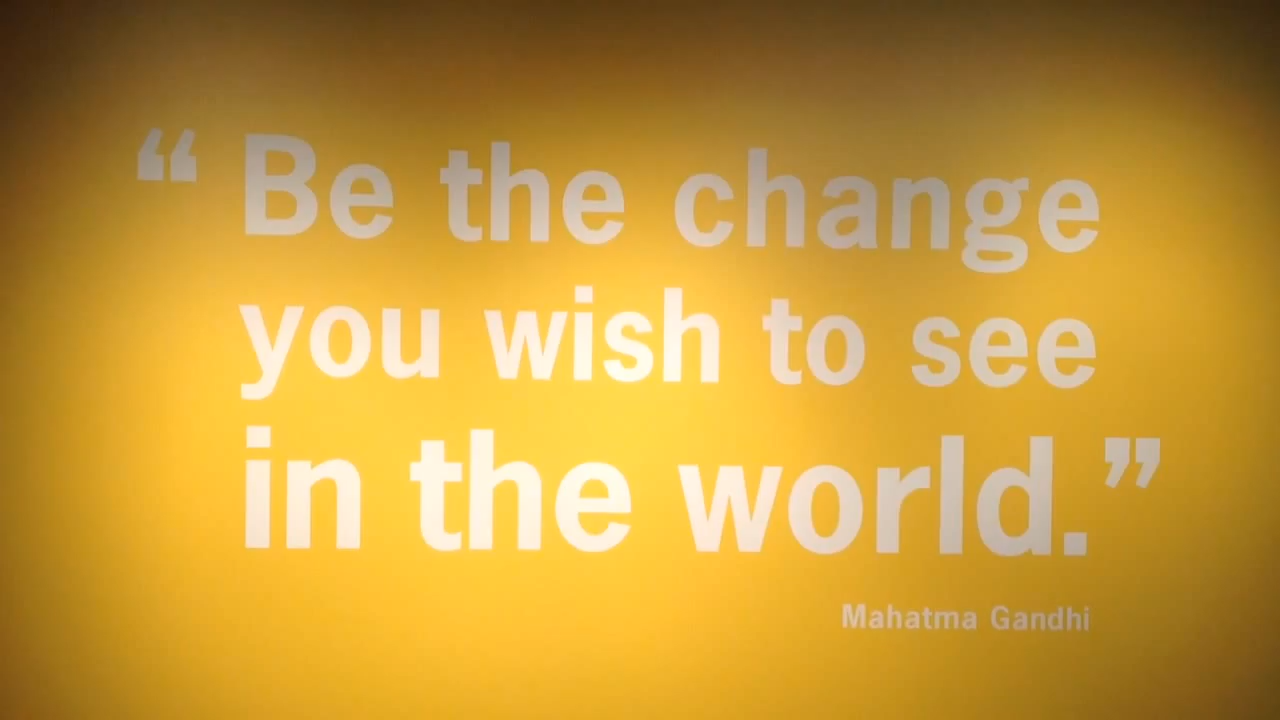 “ Be the change
you wish to see
in the world.”
Mahatma Gandhi